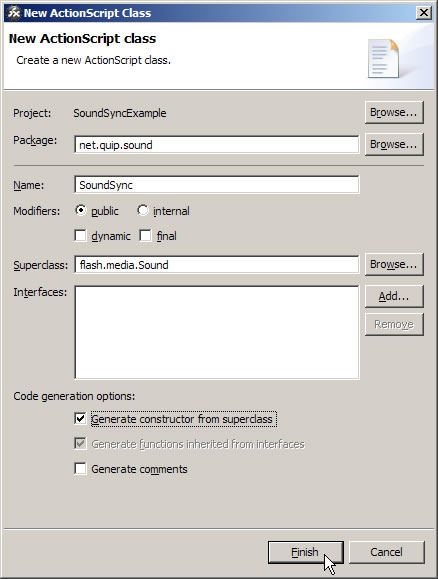 New ActionScript Class
New ActionScript class
Create a new ActionScript class.
Project: SoundSyncExample Browse...
Package: net.quip.sound Browse...
Name: SoundSync
Modifiers: public internal
dynamic final
Superclass: flash.media.Sound Browse...
Interfaces: Add...
Remove
Code generation options:
Generate constructor from superclass
Generate functions inherited from interfaces
Generate comments
Finish Cancel